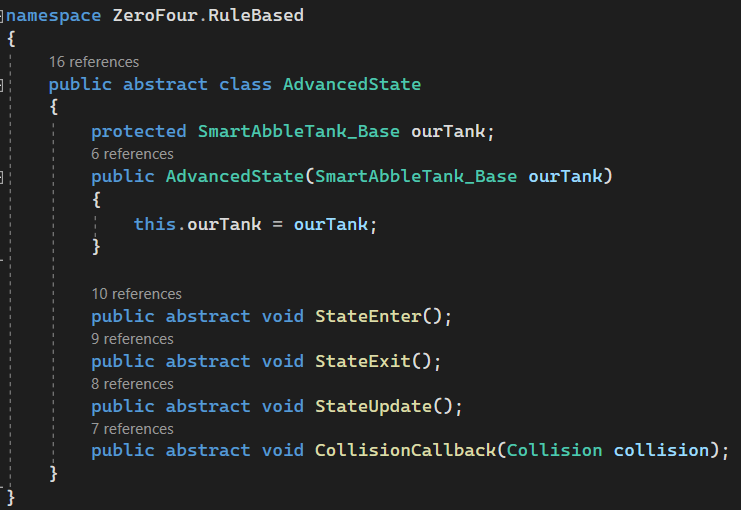 namespace ZeroFour.RuleBased
{
16 references
public abstract class AdvancedState
{
protected SmartAbbleTank_Base ourTank;
6 references
public AdvancedState(SmartAbbleTank_Base ourTank)
{
this.ourTank = ourTank;
}
10 references
public abstract void StateEnter();
9 references
public abstract void StateExit();
8 references
public abstract void StateUpdate();
7 references
public abstract void CollisionCallback(Collision collision);
}
}